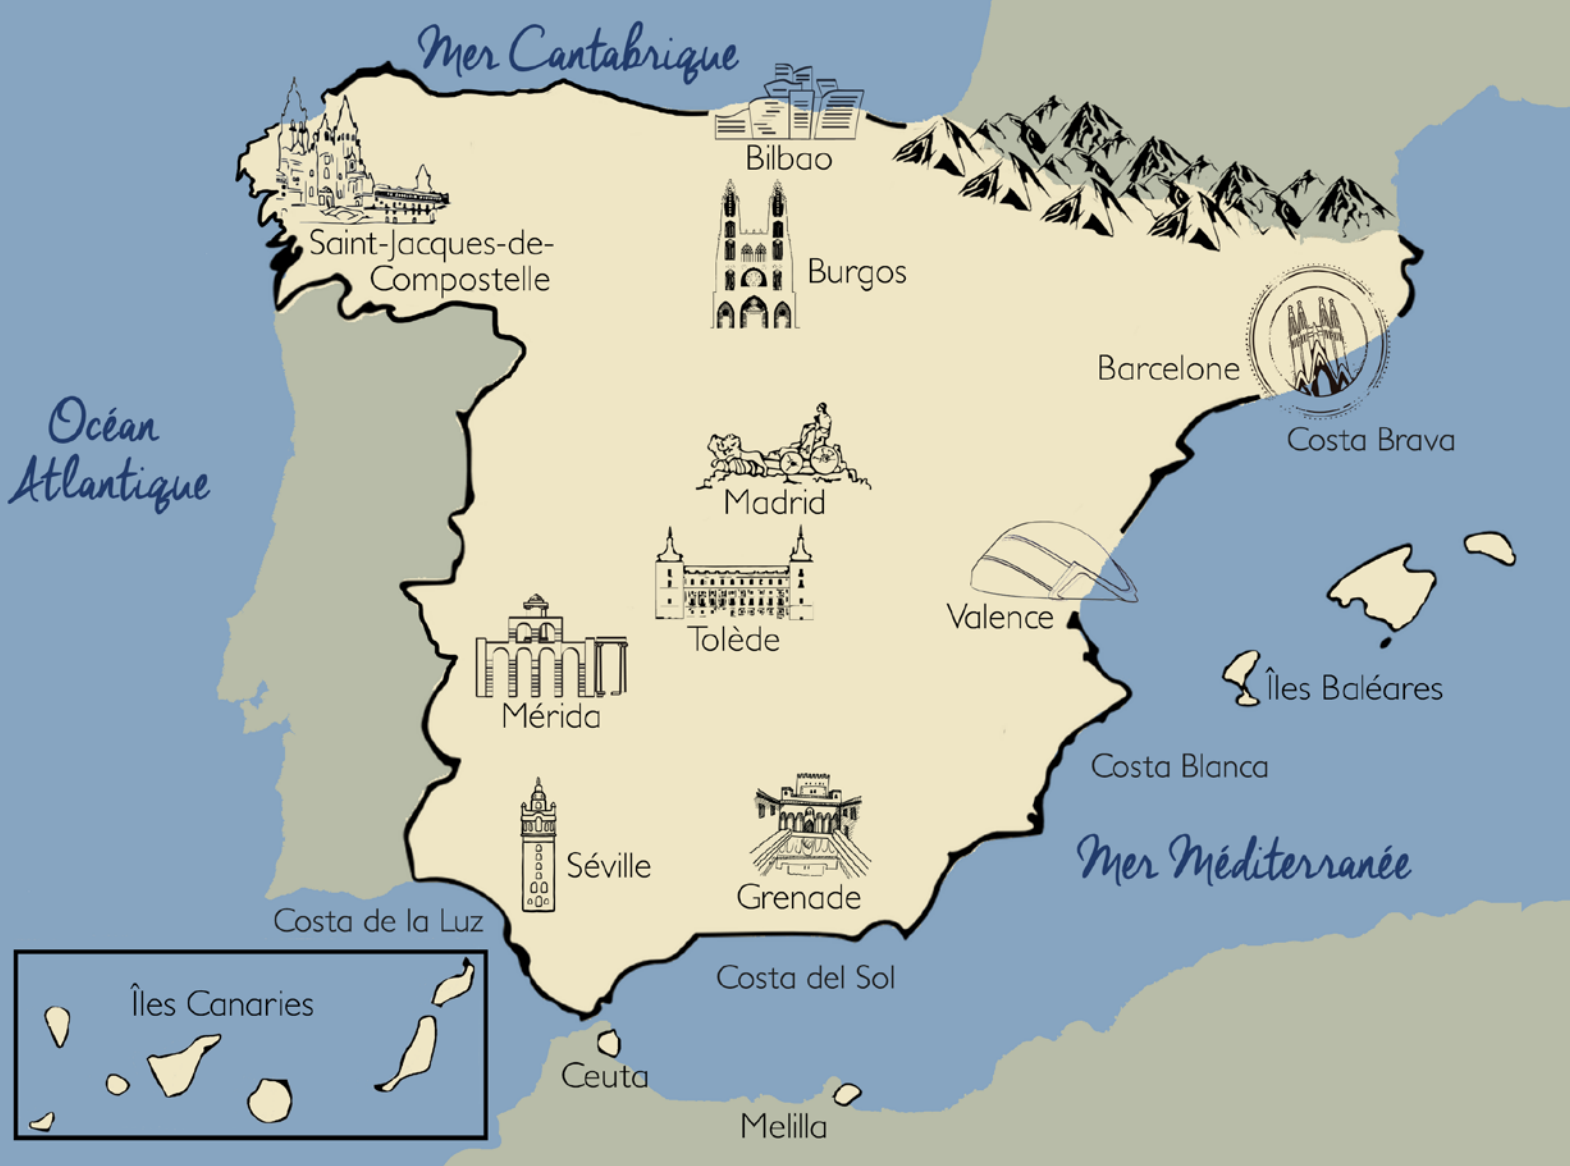 Mer Cantabrique
Bilbao
Saint-Jacques-de-
Compostelle
Burgos
Barcelone
Océan
Atlantique
Costa Brava
Madrid
Valence
Tolède
Îles Baléares
Mérida
Costa Blanca
Mer Méditerranée
Séville
Grenade
Costa de la Luz
Costa del Sol
Îles Canaries
Ceuta
Melilla